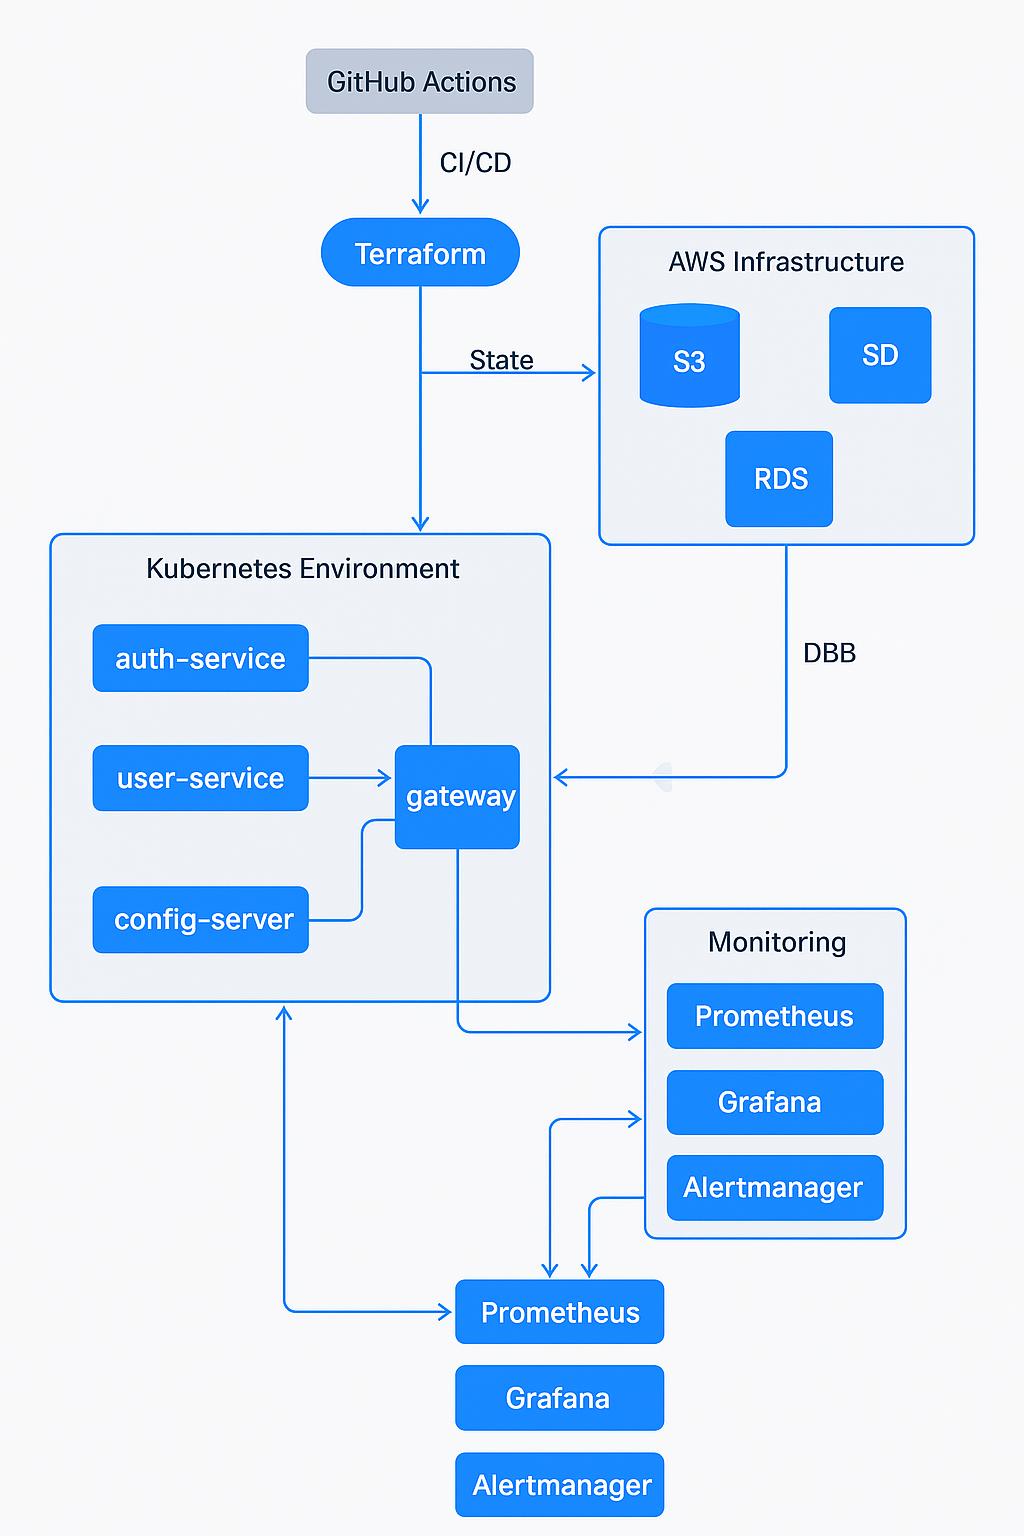 GitHub Actions
CI/CD
Terraform
AWS Infrastructure
S3
SD
State
RDS
Kubernetes Environment
auth-service
DBB
user-service
gateway
config-server
Monitoring
Prometheus
Grafana
Alertmanager
Prometheus
Grafana
Alertmanager